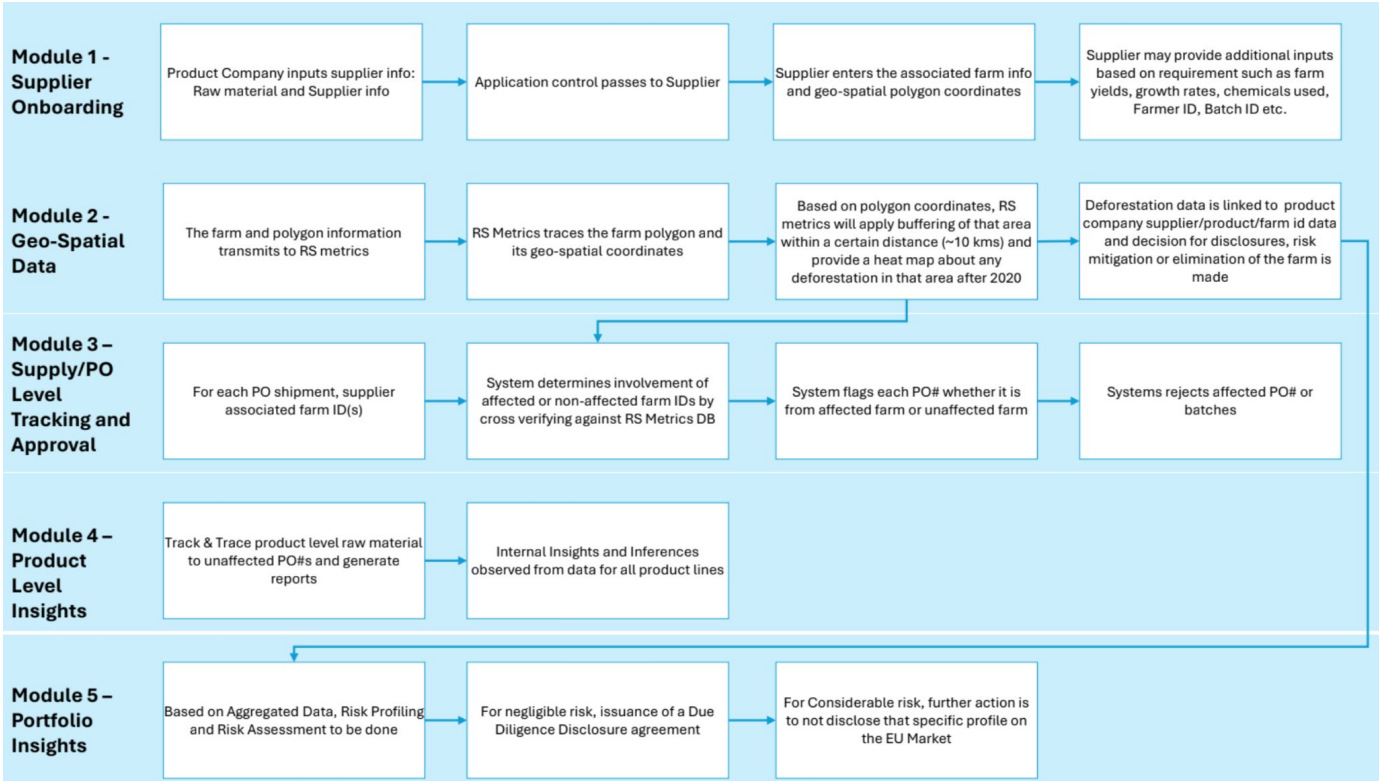 Module 1 -
Supplier
Onboarding
Product Company inputs supplier info:
Raw material and Supplier info
Application control passes to Supplier
Supplier enters the associated farm info
and geo-spatial polygon coordinates
Supplier may provide additional inputs
based on requirement such as farm
yields, growth rates, chemicals used,
Farmer ID, Batch ID etc.
Module 2 -
Geo-Spatial
Data
The farm and polygon information
transmits to RS metrics
RS Metrics traces the farm polygon and
its geo-spatial coordinates
Based on polygon coordinates, RS
metrics will apply buffering of that area
within a certain distance (~10 kms) and
provide a heat map about any
deforestation in that area after 2020
Deforestation data is linked to product
company supplier/product/farm id data
and decision for disclosures, risk
mitigation or elimination of the farm is
made
Module 3 –
Supply/PO
Level
Tracking and
Approval
For each PO shipment, supplier
associated farm ID(s)
System determines involvement of
affected or non-affected farm IDs by
cross verifying against RS Metrics DB
System flags each PO# whether it is
from affected farm or unaffected farm
Systems rejects affected PO# or
batches
Module 4 –
Product
Level
Insights
Track & Trace product level raw material
to unaffected PO#s and generate
reports
Internal Insights and Inferences
observed from data for all product lines
Module 5 –
Portfolio
Insights
Based on Aggregated Data, Risk Profiling
and Risk Assessment to be done
For negligible risk, issuance of a Due
Diligence Disclosure agreement
For Considerable risk, further action is
to not disclose that specific profile on
the EU Market